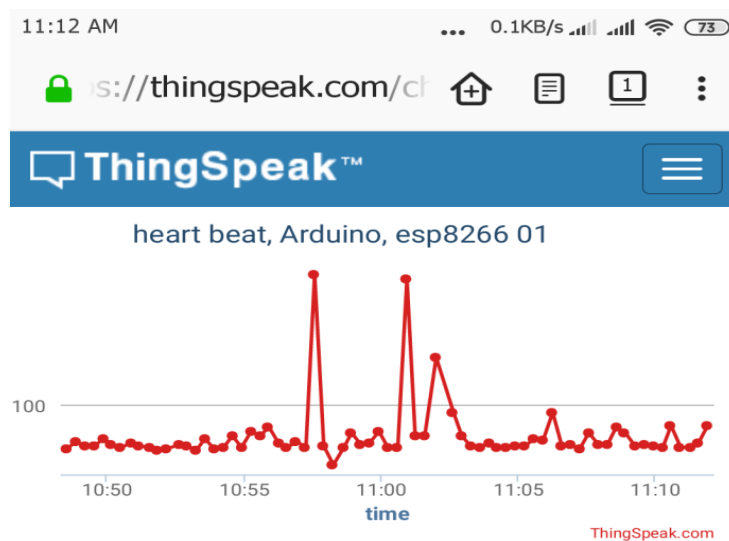 11:12 AM ... 0.1KB/s 73
s://thingspeak.com/ch 1
ThingSpeak™
heart beat, Arduino, esp8266 01
100
10:50 10:55 11:00 11:05 11:10
time
ThingSpeak.com